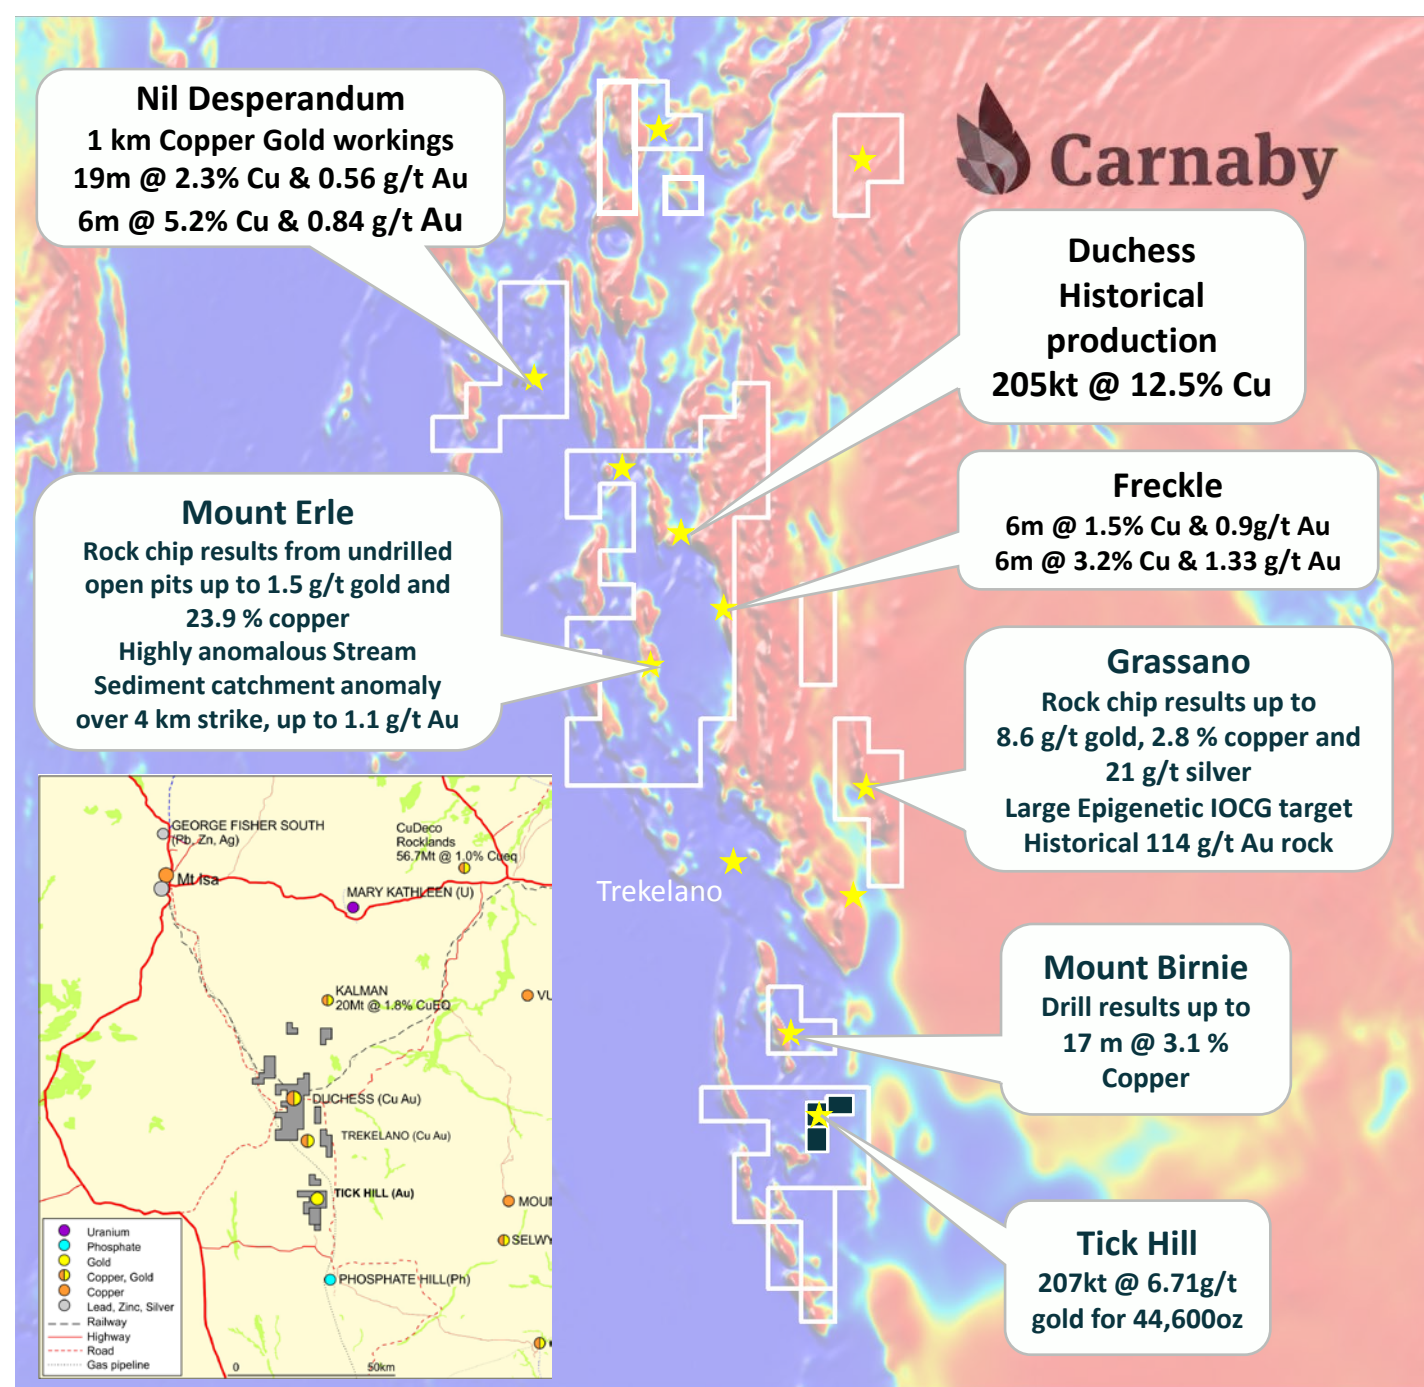 Nil Desperandum
1 km Copper Gold workings
19m @ 2.3% Cu & 0.56 g/t Au
6m @ 5.2% Cu & 0.84 g/t Au
Carnaby
Duchess
Historical
production
205kt @ 12.5% Cu
Freckle
6m @ 1.5% Cu & 0.9g/t Au
6m @ 3.2% Cu & 1.33 g/t Au
Mount Erle
Rock chip results from undrilled
open pits up to 1.5 g/t gold and
23.9 % copper
Highly anomalous Stream
Sediment catchment anomaly
over 4 km strike, up to 1.1 g/t Au
Grassano
Rock chip results up to
8.6 g/t gold, 2.8 % copper and
21 g/t silver
Large Epigenetic IOCG target
Historical 114 g/t Au rock
Trekelano
Mount Birnie
Drill results up to
17 m @ 3.1 %
Copper
Tick Hill
207kt @ 6.71g/t
gold for 44,600oz
GEORGE FISHER SOUTH
(Rb, Zn, Ag)
CuDeco
Rocklands
56.7Mt @ 1.0% Cueq
Mt Isa
MARY KATHLEEN (U)
KALMAN
20Mt @ 1.8% CuEQ
VU
DUCHESS (Cu Au)
TREKELANO (Cu Au)
TICK HILL (Au)
MOUN
SELWY
PHOSPHATE HILL(Ph)
Uranium
Phosphate
Gold
Copper, Gold
Copper
Lead, Zinc, Silver
Railway
Highway
Road
Gas pipeline
0 50km